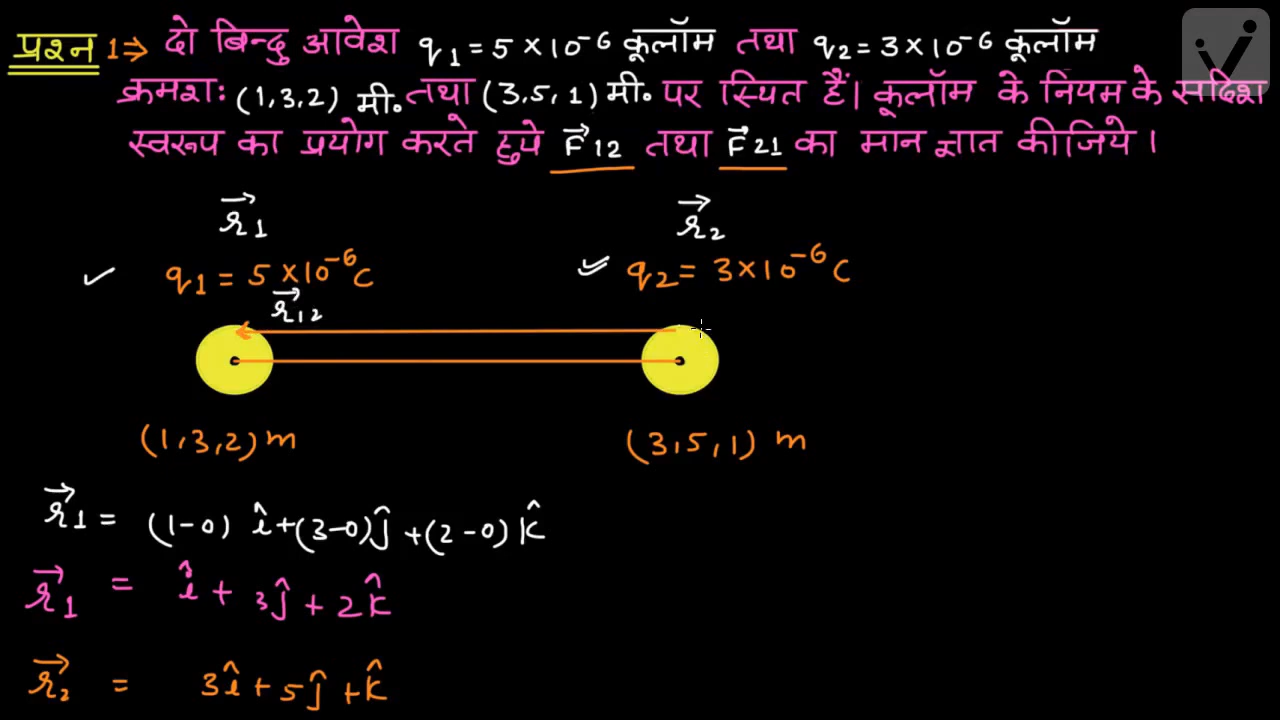 प्रश्न 1⇒ दो बिन्दु आवेश q1 = 5 × 10⁻⁶ कूलॉम तथा q2 = 3 × 10⁻⁶ कूलॉम
क्रमशः (1,3,2) मी॰ तथा (3,5,1) मी॰ पर स्थित हैं। कूलॉम के नियम के सदिश
स्वरूप का प्रयोग करते हुये F⃗12 तथा F⃗21 का मान ज्ञात कीजिये ।
r⃗1 r⃗2
q1 = 5 × 10⁻⁶ C q2 = 3 × 10⁻⁶ C
r⃗12
(1,3,2) m (3,5,1) m
r⃗1 = (1-0) î + (3-0) ĵ + (2-0) k̂
r⃗1 = î + 3ĵ + 2k̂
r⃗2 = 3î + 5ĵ + k̂